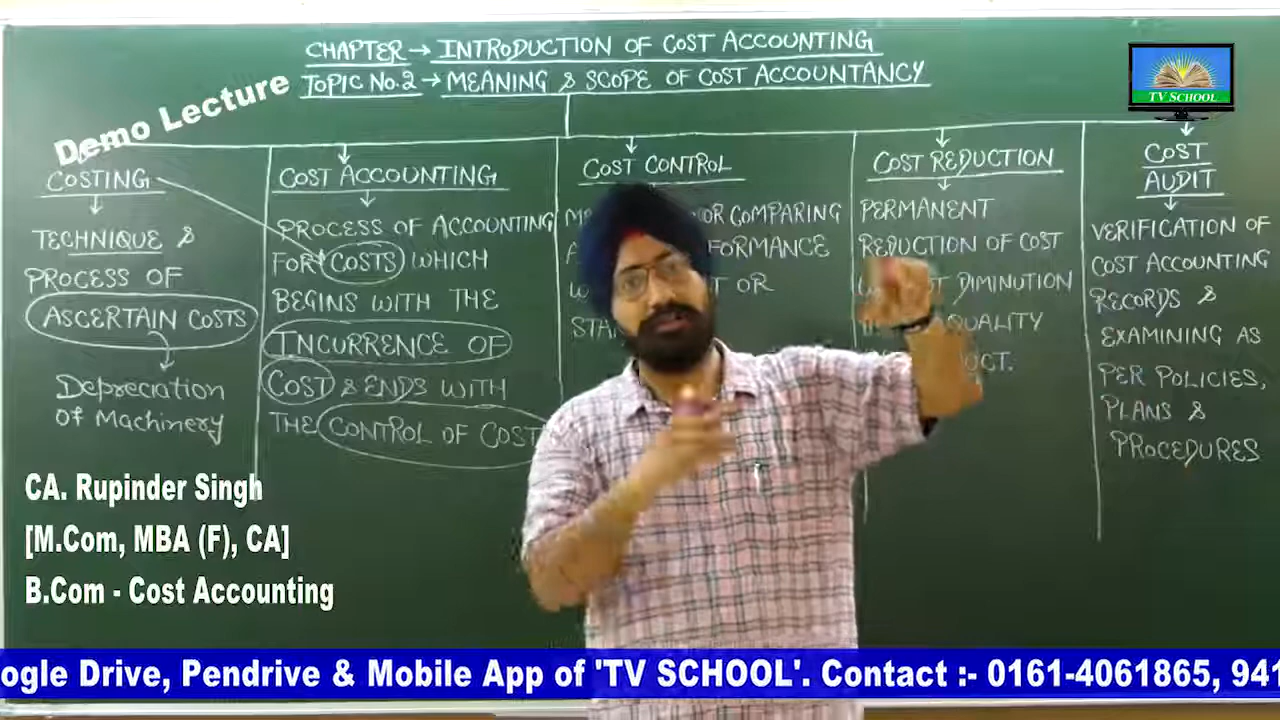 CHAPTER → INTRODUCTION OF COST ACCOUNTING
TOPIC NO.2 → MEANING & SCOPE OF COST ACCOUNTANCY
TV SCHOOL
Demo Lecture
COSTING
TECHNIQUE &
PROCESS OF
ASCERTAIN COSTS
Depreciation
of Machinery
COST ACCOUNTING
PROCESS OF ACCOUNTING
FOR COSTS WHICH
BEGINS WITH THE
INCURRENCE OF
COST & ENDS WITH
THE CONTROL OF COST
COST CONTROL
COMPARING
OR
COST REDUCTION
PERMANENT
REDUCTION OF COST
DIMINUTION
QUALITY
COST
AUDIT
VERIFICATION OF
COST ACCOUNTING
RECORDS &
EXAMINING AS
PER POLICIES,
PLANS &
PROCEDURES
CA. Rupinder Singh
[M.Com, MBA (F), CA]
B.Com - Cost Accounting
ogle Drive, Pendrive & Mobile App of 'TV SCHOOL'. Contact :- 0161-4061865, 941